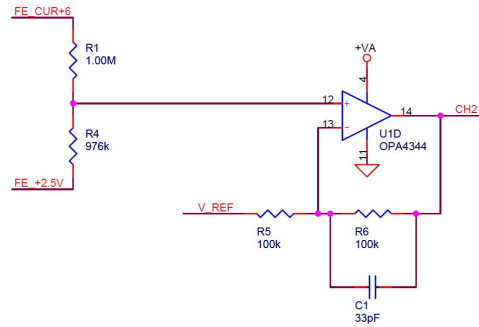 FE_CUR+6
R1
1.00M
+VA
4
12
+
14
CH2
13
−
U1D
OPA4344
R4
976k
11
FE_+2.5V
V_REF
R5
100k
R6
100k
C1
33pF